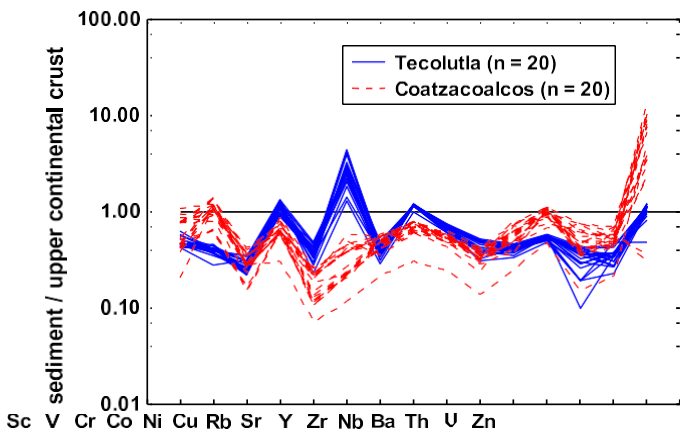 100.00
Tecolutla (n = 20)
Coatzacoalcos (n = 20)
10.00
1.00
0.10
0.01
sediment / upper continental crust
Sc V Cr Co Ni Cu Rb Sr Y Zr Nb Ba Th U Zn